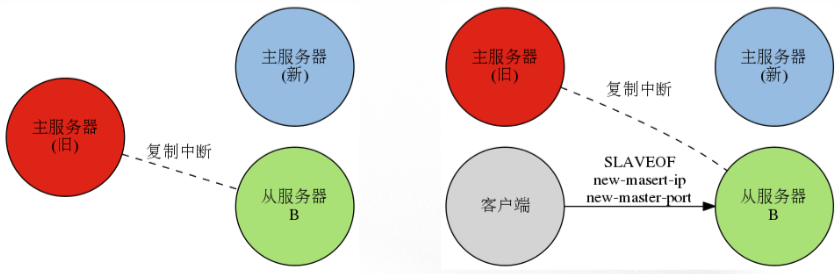 主服务器
(新)
主服务器
(旧)
复制中断
从服务器
B
主服务器
(旧)
主服务器
(新)
复制中断
客户端
SLAVEOF
new-masert-ip
new-master-port
从服务器
B